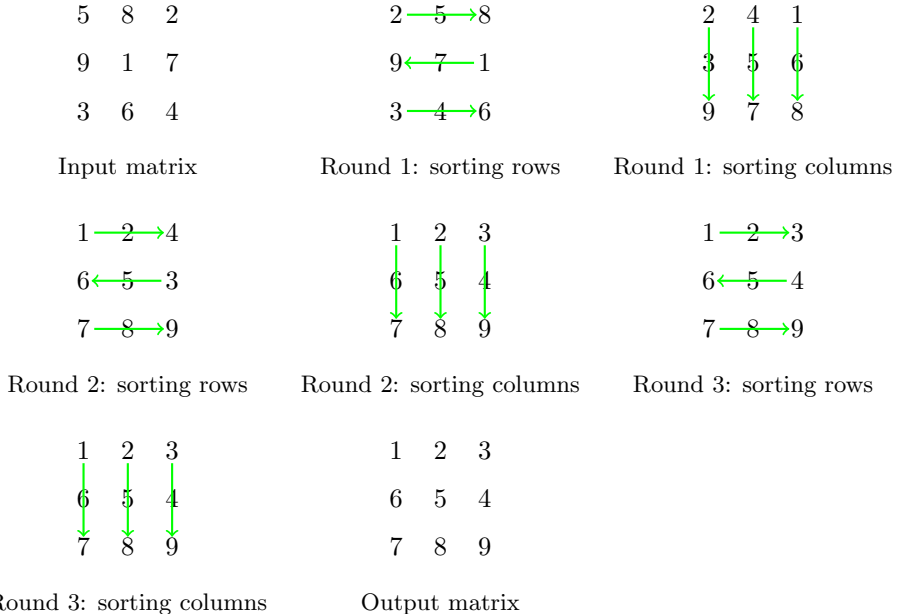 5 8 2
9 1 7
3 6 4
Input matrix
2 5 8
9 7 1
3 4 6
Round 1: sorting rows
2 4 1
3 5 6
9 7 8
Round 1: sorting columns
1 2 4
6 5 3
7 8 9
Round 2: sorting rows
1 2 3
6 5 4
7 8 9
Round 2: sorting columns
1 2 3
6 5 4
7 8 9
Round 3: sorting rows
1 2 3
6 5 4
7 8 9
Round 3: sorting columns
1 2 3
6 5 4
7 8 9
Output matrix